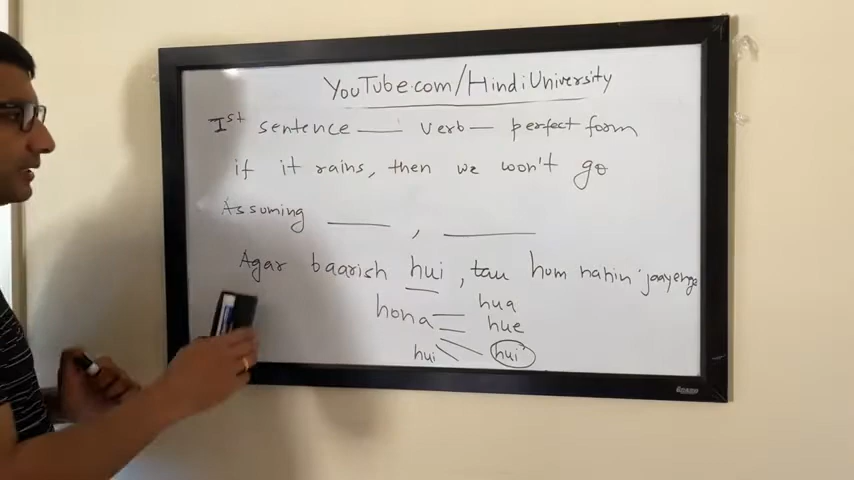 YouTube.com/HindiUniversity
Ist sentence — verb — perfect form
if it rains, then we won't go
Assuming ____ , ____
Agar baarish hui , tau hum nahin jaayenge
hona hua
hue
hui hui